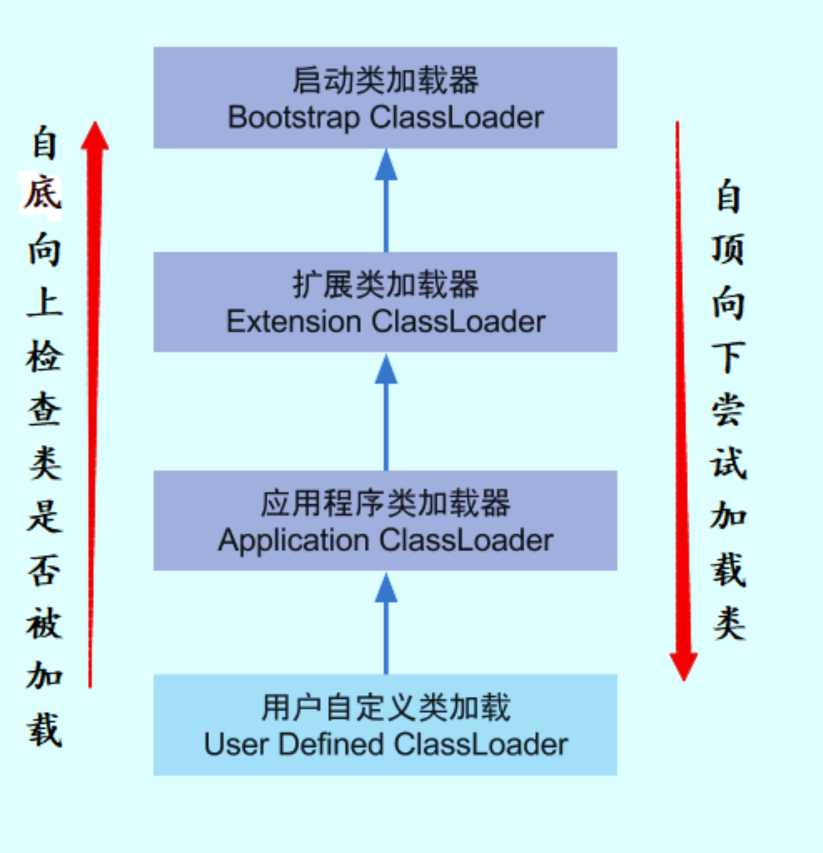 启动类加载器
Bootstrap ClassLoader
扩展类加载器
Extension ClassLoader
应用程序类加载器
Application ClassLoader
用户自定义类加载
User Defined ClassLoader
自底向上检查类是否被加载
自顶向下尝试加载类